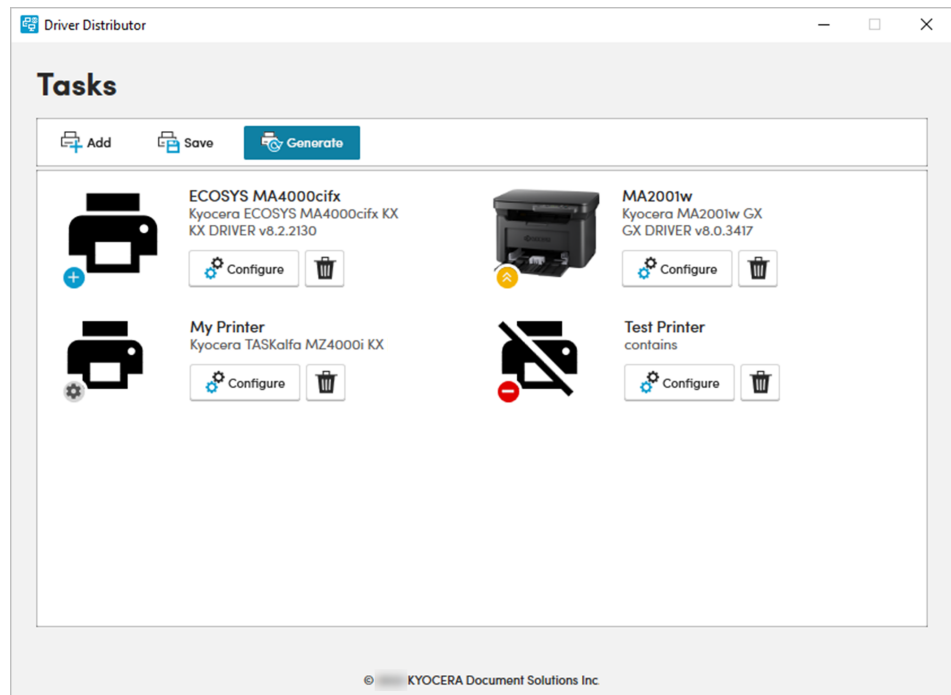 Driver Distributor
Tasks
Add
Save
Generate
ECOSYS MA4000cifx
Kyocera ECOSYS MA4000cifx KX
KX DRIVER v8.2.2130
Configure
MA2001w
Kyocera MA2001w GX
GX DRIVER v8.0.3417
Configure
My Printer
Kyocera TASKalfa MZ4000i KX
Configure
Test Printer
contains
Configure
© KYOCERA Document Solutions Inc.